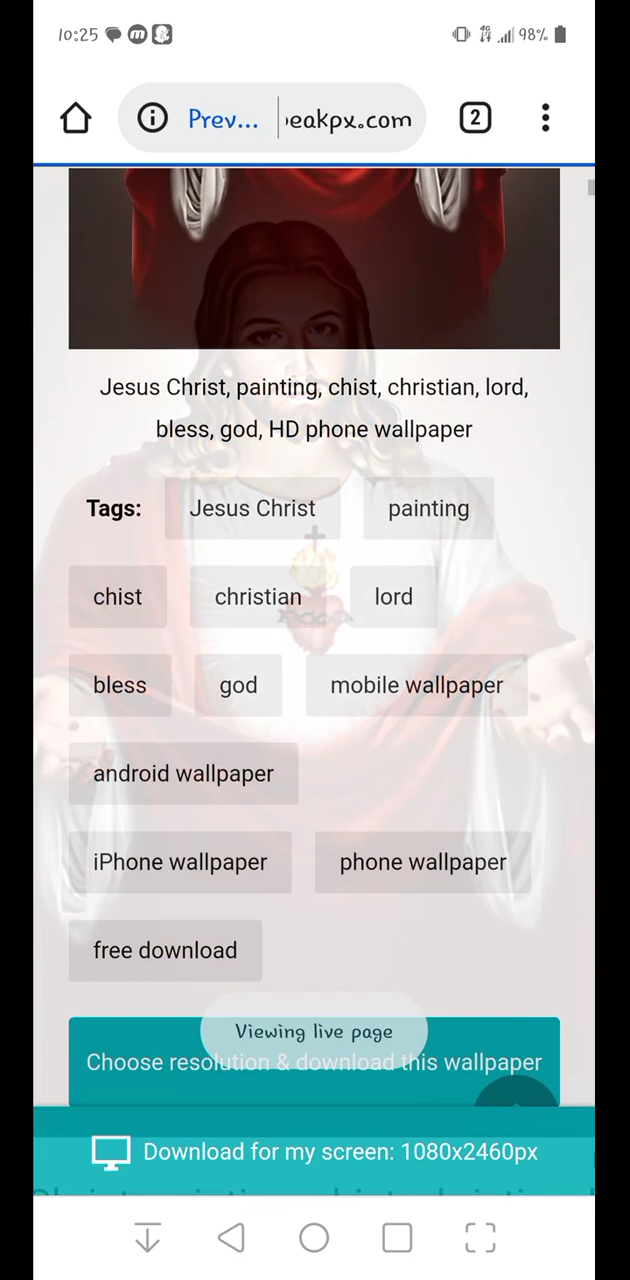 10:25 4G 98%
Prev... eakpx.com 2
Jesus Christ, painting, chist, christian, lord,
bless, god, HD phone wallpaper
Tags: Jesus Christ painting
chist christian lord
bless god mobile wallpaper
android wallpaper
iPhone wallpaper phone wallpaper
free download
Viewing live page
Choose resolution & download this wallpaper
Download for my screen: 1080x2460px